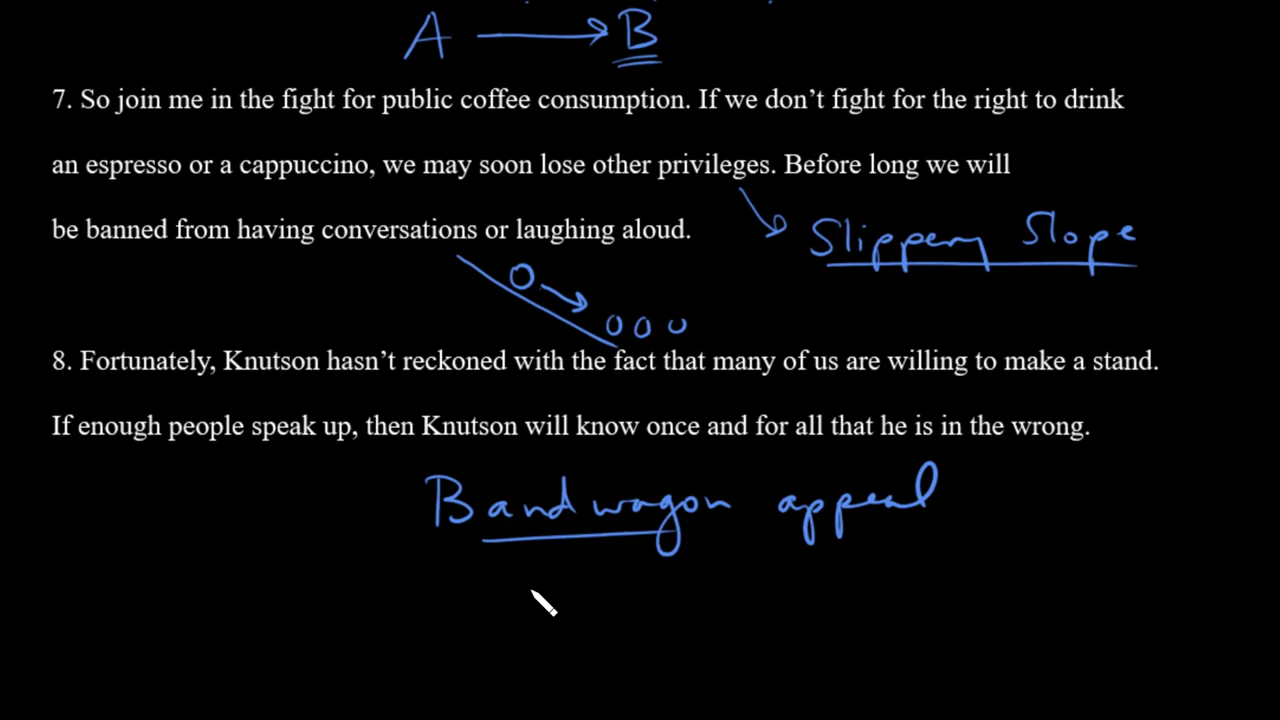 A → B
7. So join me in the fight for public coffee consumption. If we don’t fight for the right to drink
an espresso or a cappuccino, we may soon lose other privileges. Before long we will
be banned from having conversations or laughing aloud.
Slippery Slope
8. Fortunately, Knutson hasn’t reckoned with the fact that many of us are willing to make a stand.
If enough people speak up, then Knutson will know once and for all that he is in the wrong.
Bandwagon appeal